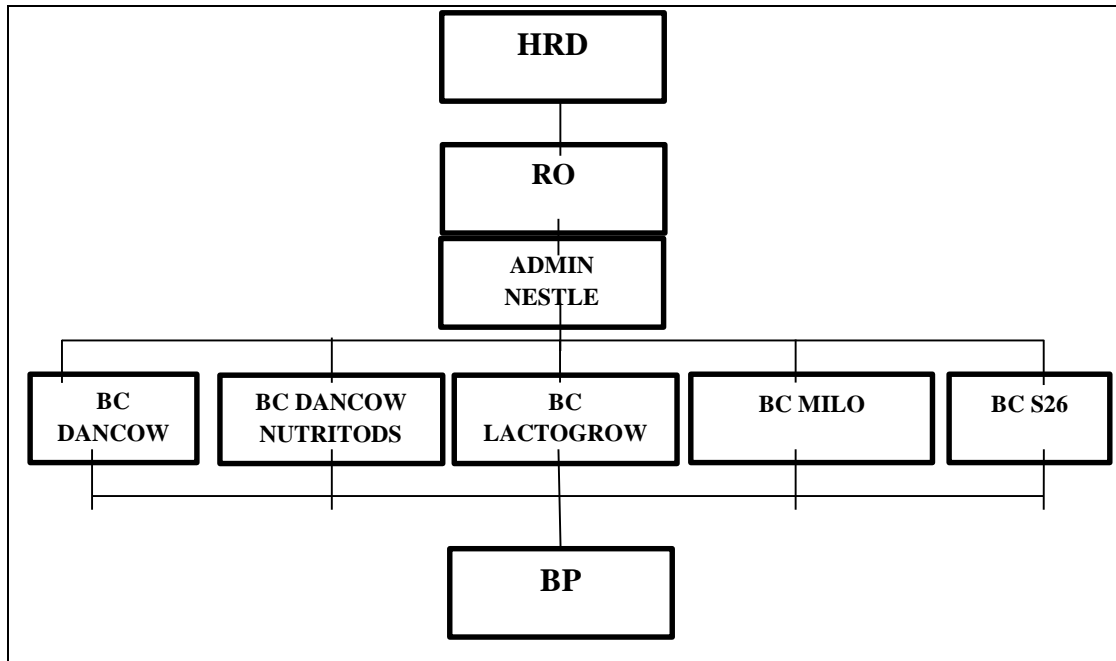 HRD
RO
ADMIN
NESTLE
BC
DANCOW
BC DANCOW
NUTRITODS
BC
LACTOGROW
BC MILO
BC S26
BP